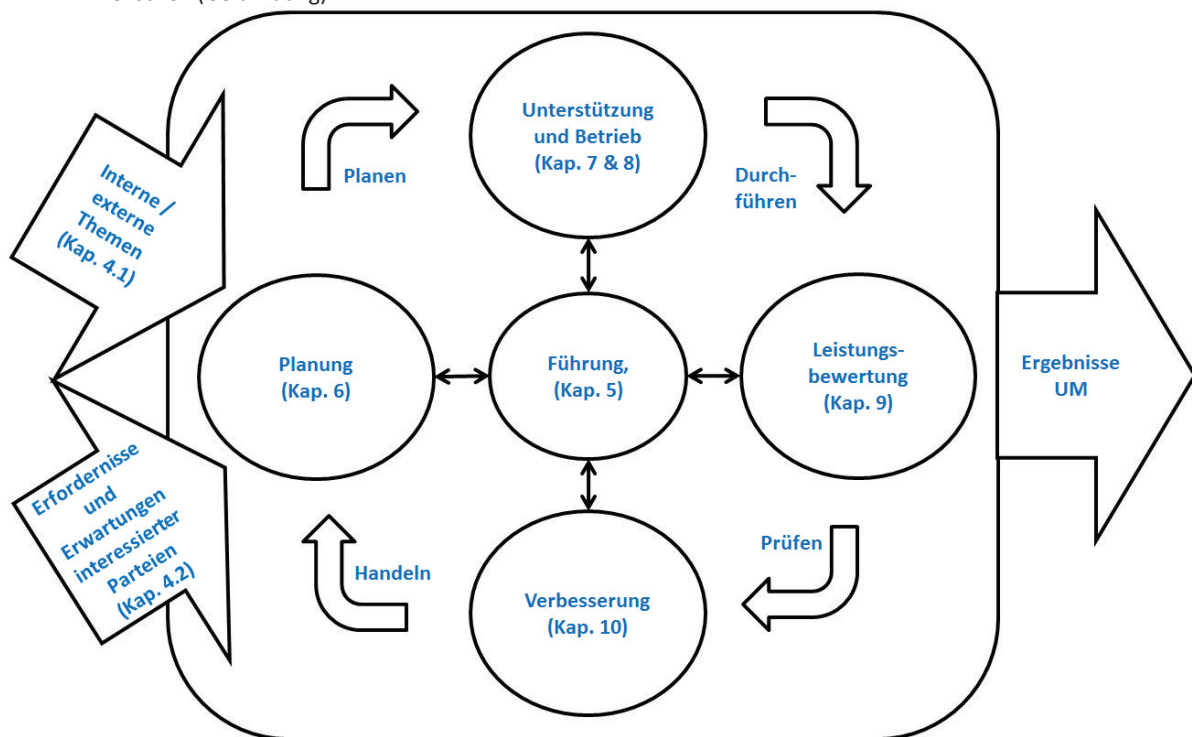 Unterstützung
und Betrieb
(Kap. 7 & 8)
Planen
Durch-
führen
Interne /
externe
Themen
(Kap. 4.1)
Planung
(Kap. 6)
Führung,
(Kap. 5)
Leistungs-
bewertung
(Kap. 9)
Ergebnisse
UM
Erfordernisse
und
Erwartungen
interessierter
Parteien
(Kap. 4.2)
Handeln
Verbesserung
(Kap. 10)
Prüfen